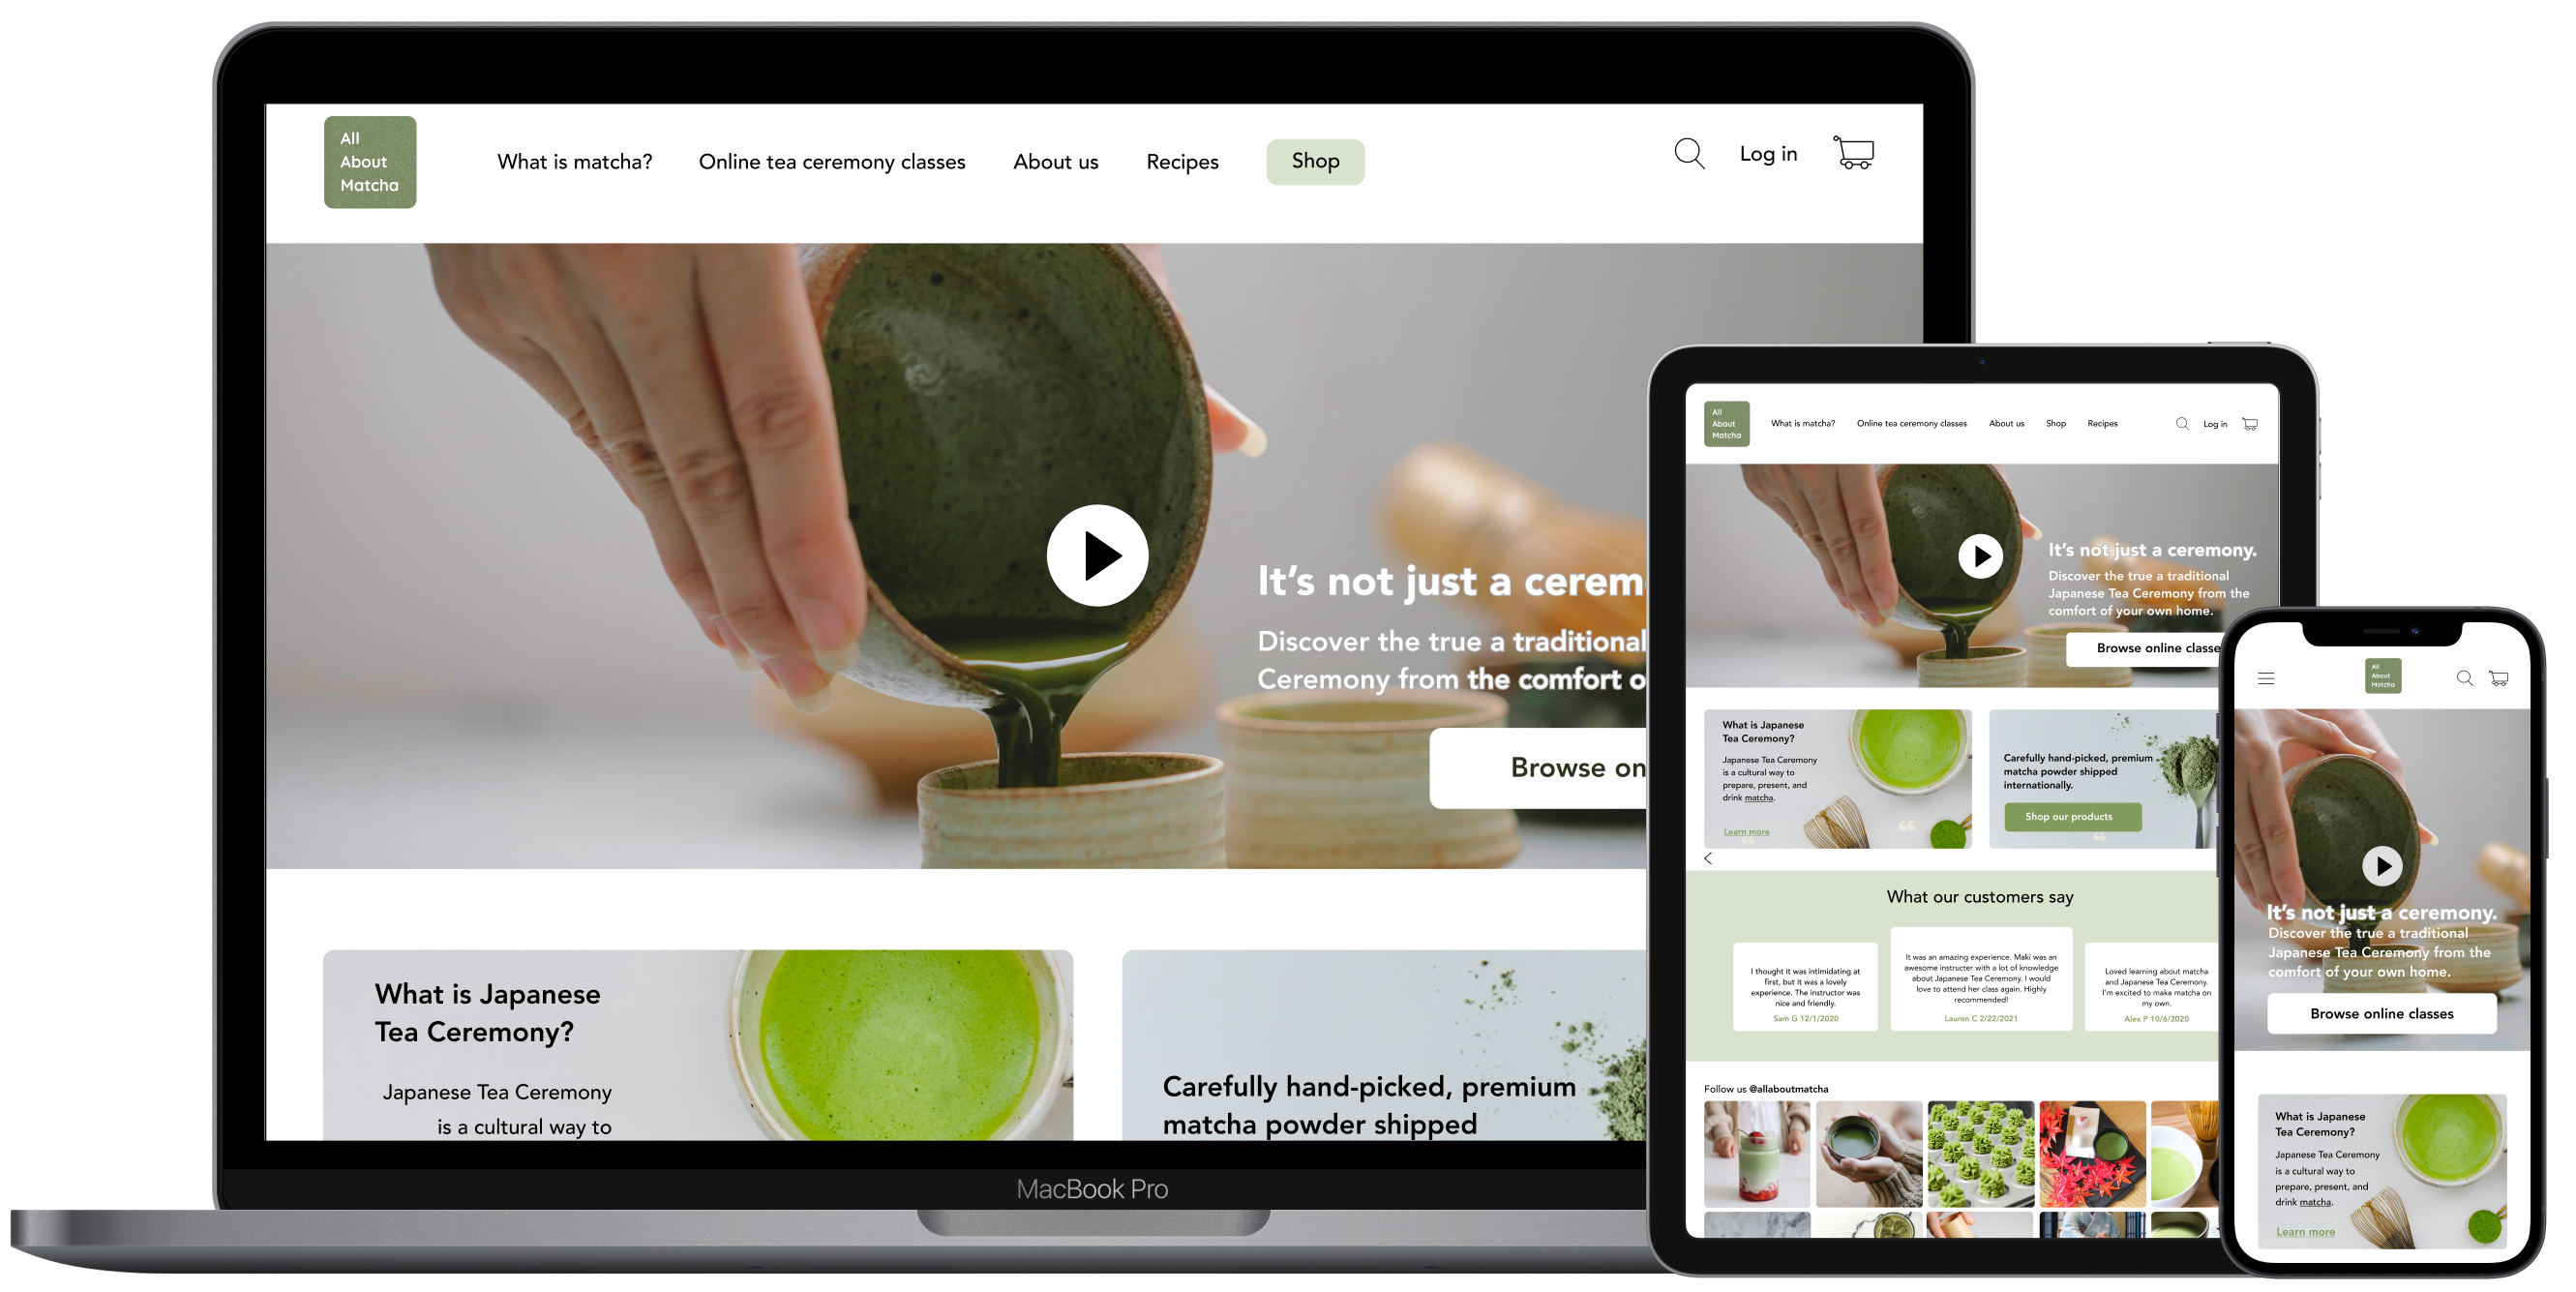 All
About
Matcha
What is matcha?
Online tea ceremony classes
About us
Recipes
Shop
Log in
It's not just a cerem
Discover the true a traditional
Ceremony from the comfort o
Browse on
What is Japanese
Tea Ceremony?
Japanese Tea Ceremony
is a cultural way to
Carefully hand-picked, premium
matcha powder shipped
MacBook Pro
All
About
Matcha
What is matcha?
Online tea ceremony classes
About us
Shop
Recipes
Log in
It's not just a ceremony.
Discover the true a traditional
Japanese Tea Ceremony from the
comfort of your own home.
Browse online classe
What is Japanese
Tea Ceremony?
Japanese Tea Ceremony
is a cultural way to
prepare, present, and
drink matcha.
Learn more
Carefully hand-picked, premium
matcha powder shipped
internationally.
Shop our products
What our customers say
I thought it was intimidating at
first, but it was a lovely
experience. The instructor was
nice and friendly.
Sam G 12/1/2020
It was an amazing experience. Maki was an
awesome instructer with a lot of knowledge
about Japanese Tea Ceremony. I would
love to attend her class again. Highly
recommended!
Lauren C 2/22/2021
Loved learning about matcha
and Japanese Tea Ceremony.
I'm excited to make matcha on
my own.
Alex P 10/6/2020
Follow us @allaboutmatcha
All
About
Matcha
It's not just a ceremony.
Discover the true a traditional
Japanese Tea Ceremony from the
comfort of your own home.
Browse online classes
What is Japanese
Tea Ceremony?
Japanese Tea Ceremony
is a cultural way to
prepare, present, and
drink matcha.
Learn more